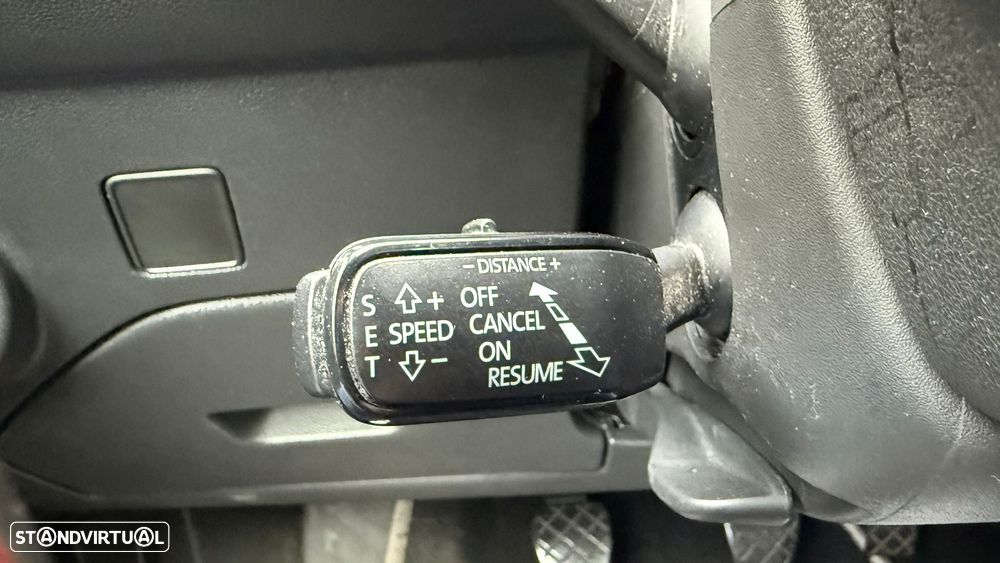 − DISTANCE +
S + OFF
E SPEED CANCEL
T − ON
RESUME
STANDVIRTUAL